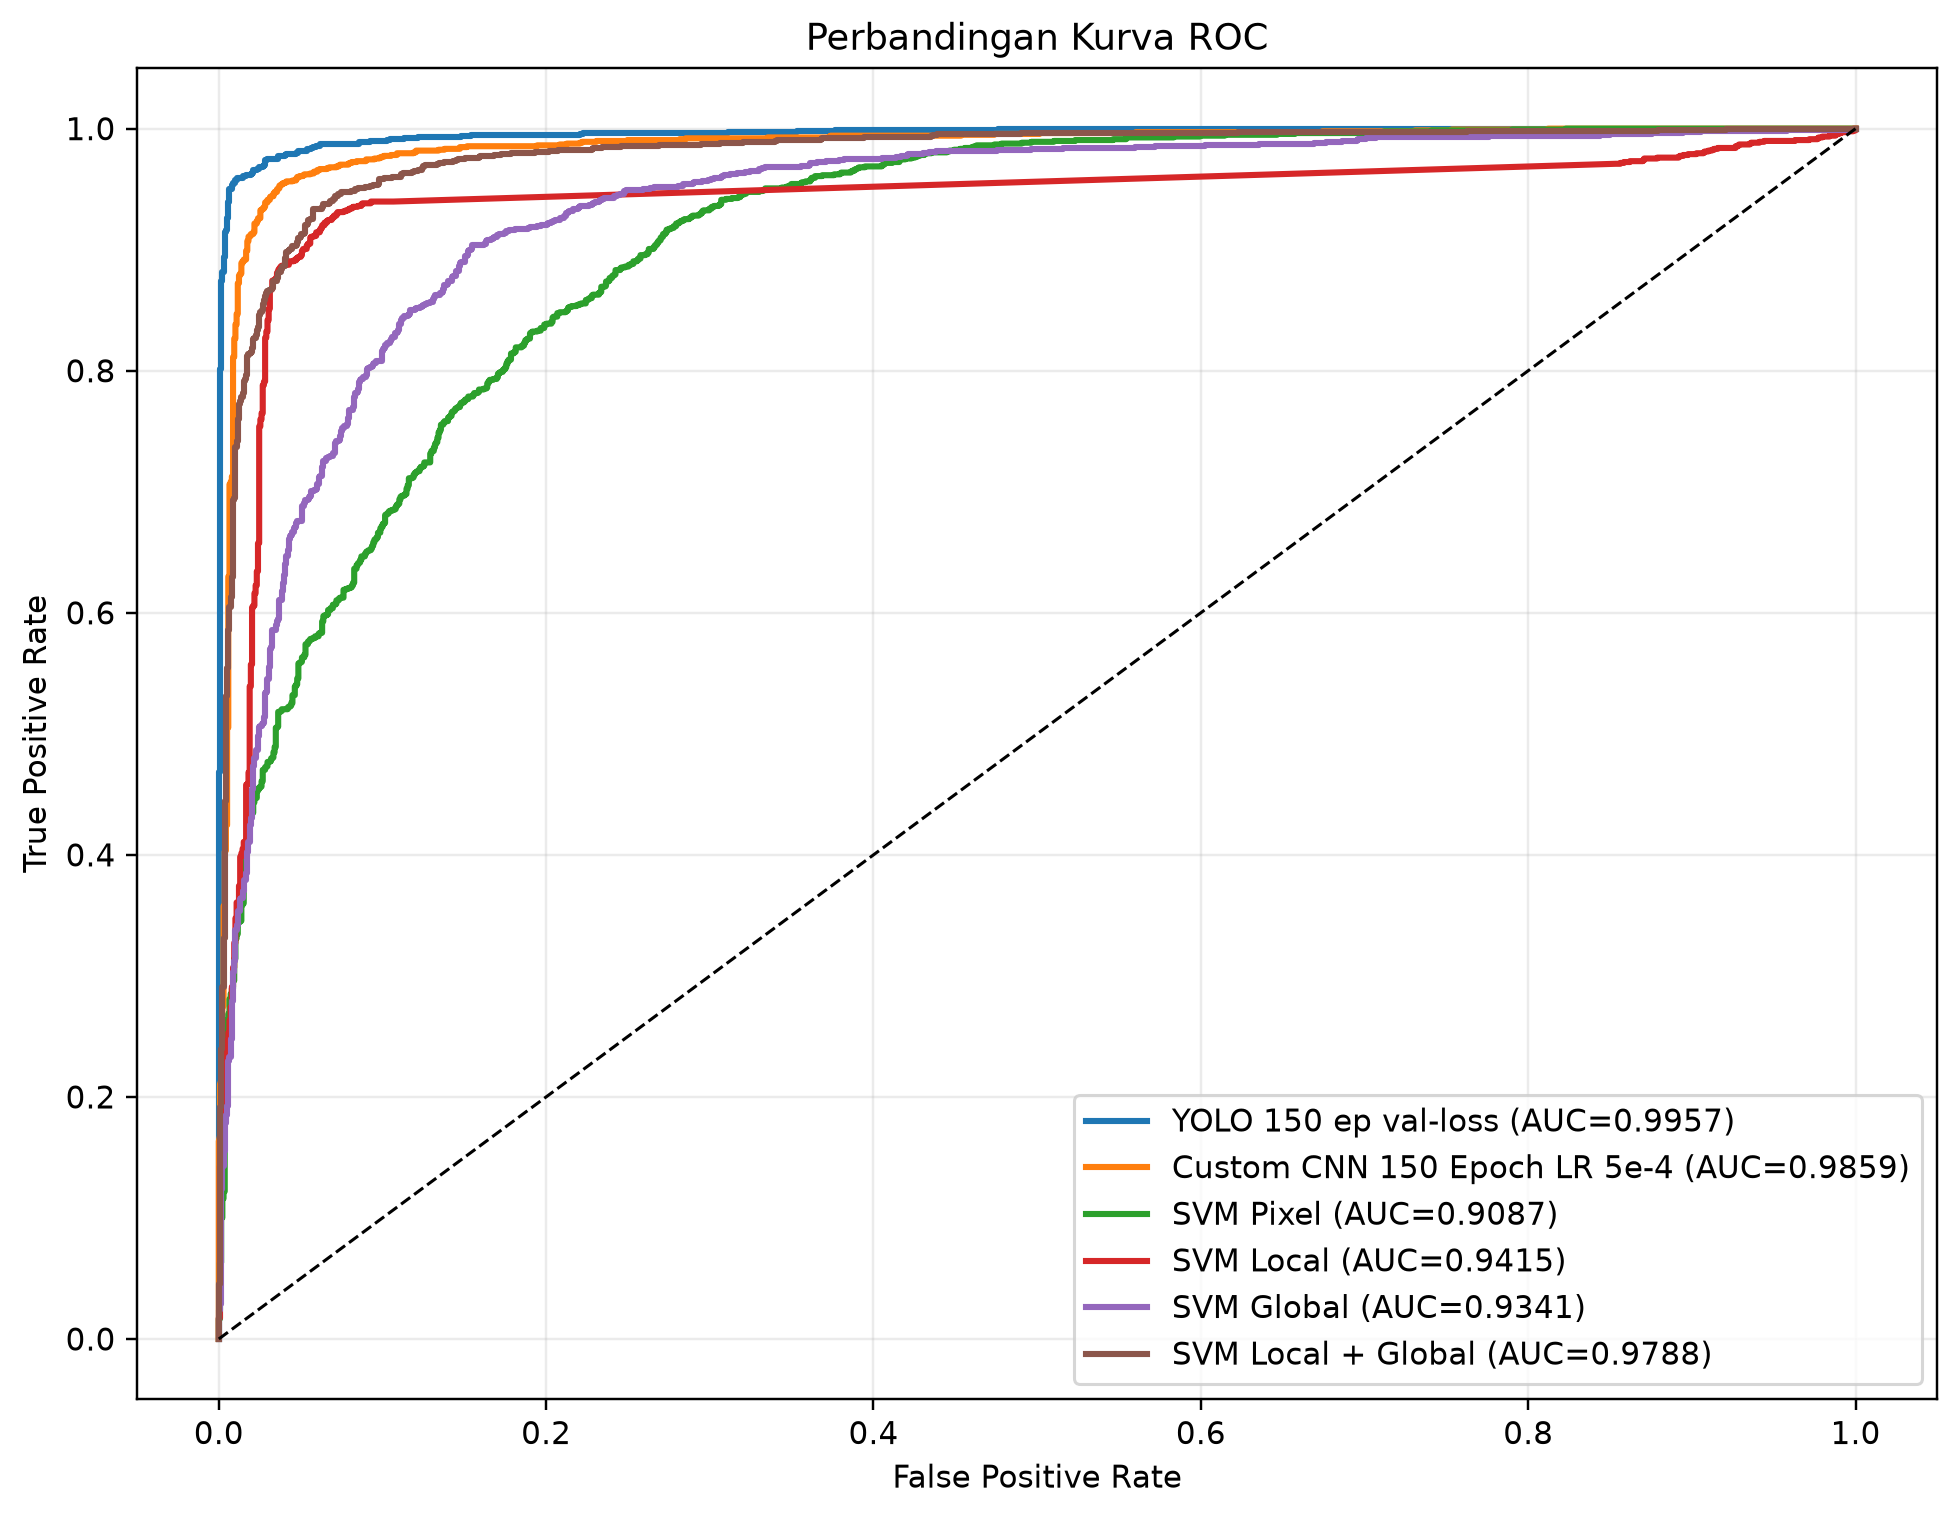 Perbandingan Kurva ROC
True Positive Rate
1.0
0.8
0.6
0.4
0.2
0.0
YOLO 150 ep val-loss (AUC=0.9957)
Custom CNN 150 Epoch LR 5e-4 (AUC=0.9859)
SVM Pixel (AUC=0.9087)
SVM Local (AUC=0.9415)
SVM Global (AUC=0.9341)
SVM Local + Global (AUC=0.9788)
0.0 0.2 0.4 0.6 0.8 1.0
False Positive Rate